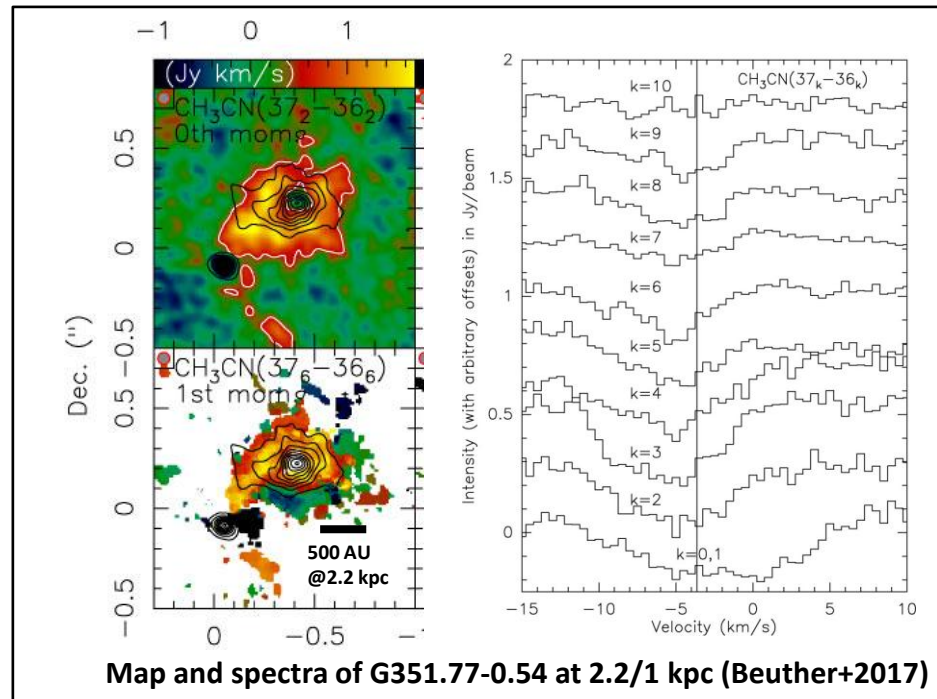 −1 0 1
(Jy km/s)
CH₃CN(37₂−36₂)
0th mom
0.5
0
−0.5
Dec. (")
CH₃CN(37₆−36₆)
1st mom
0.5
0
−0.5
500 AU
@2.2 kpc
0 −0.5
2
1.5
1
0.5
0
Intensity (with arbitrary offsets) in Jy/beam
CH₃CN(37ₖ−36ₖ)
k=10
k=9
k=8
k=7
k=6
k=5
k=4
k=3
k=2
k=0,1
−15 −10 −5 0 5 10
Velocity (km/s)
Map and spectra of G351.77-0.54 at 2.2/1 kpc (Beuther+2017)